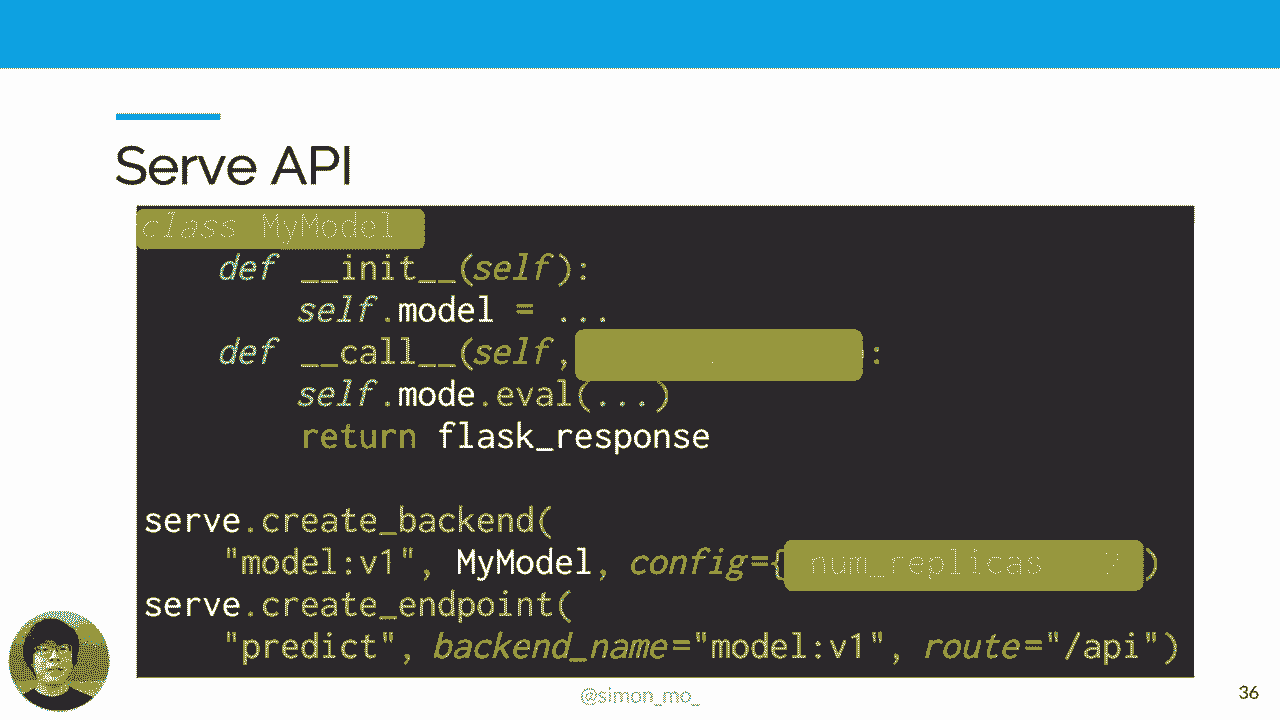 Serve API
class MyModel
def __init__(self):
self.model = ...
def __call__(self, :
self.mode.eval(...)
return flask_response
serve.create_backend(
"model:v1", MyModel, config={ num_replicas 2 )
serve.create_endpoint(
"predict", backend_name="model:v1", route="/api")
@simon_mo_
36